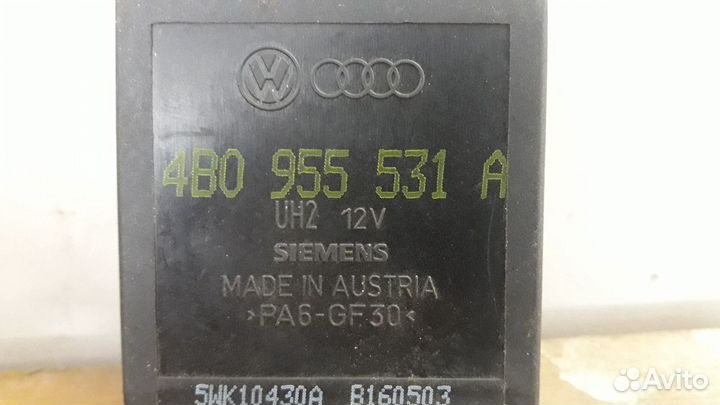 4B0 955 531 A
UH2 12V
SIEMENS
MADE IN AUSTRIA
>PA6-GF30<
5WK10430A B160503
Avito